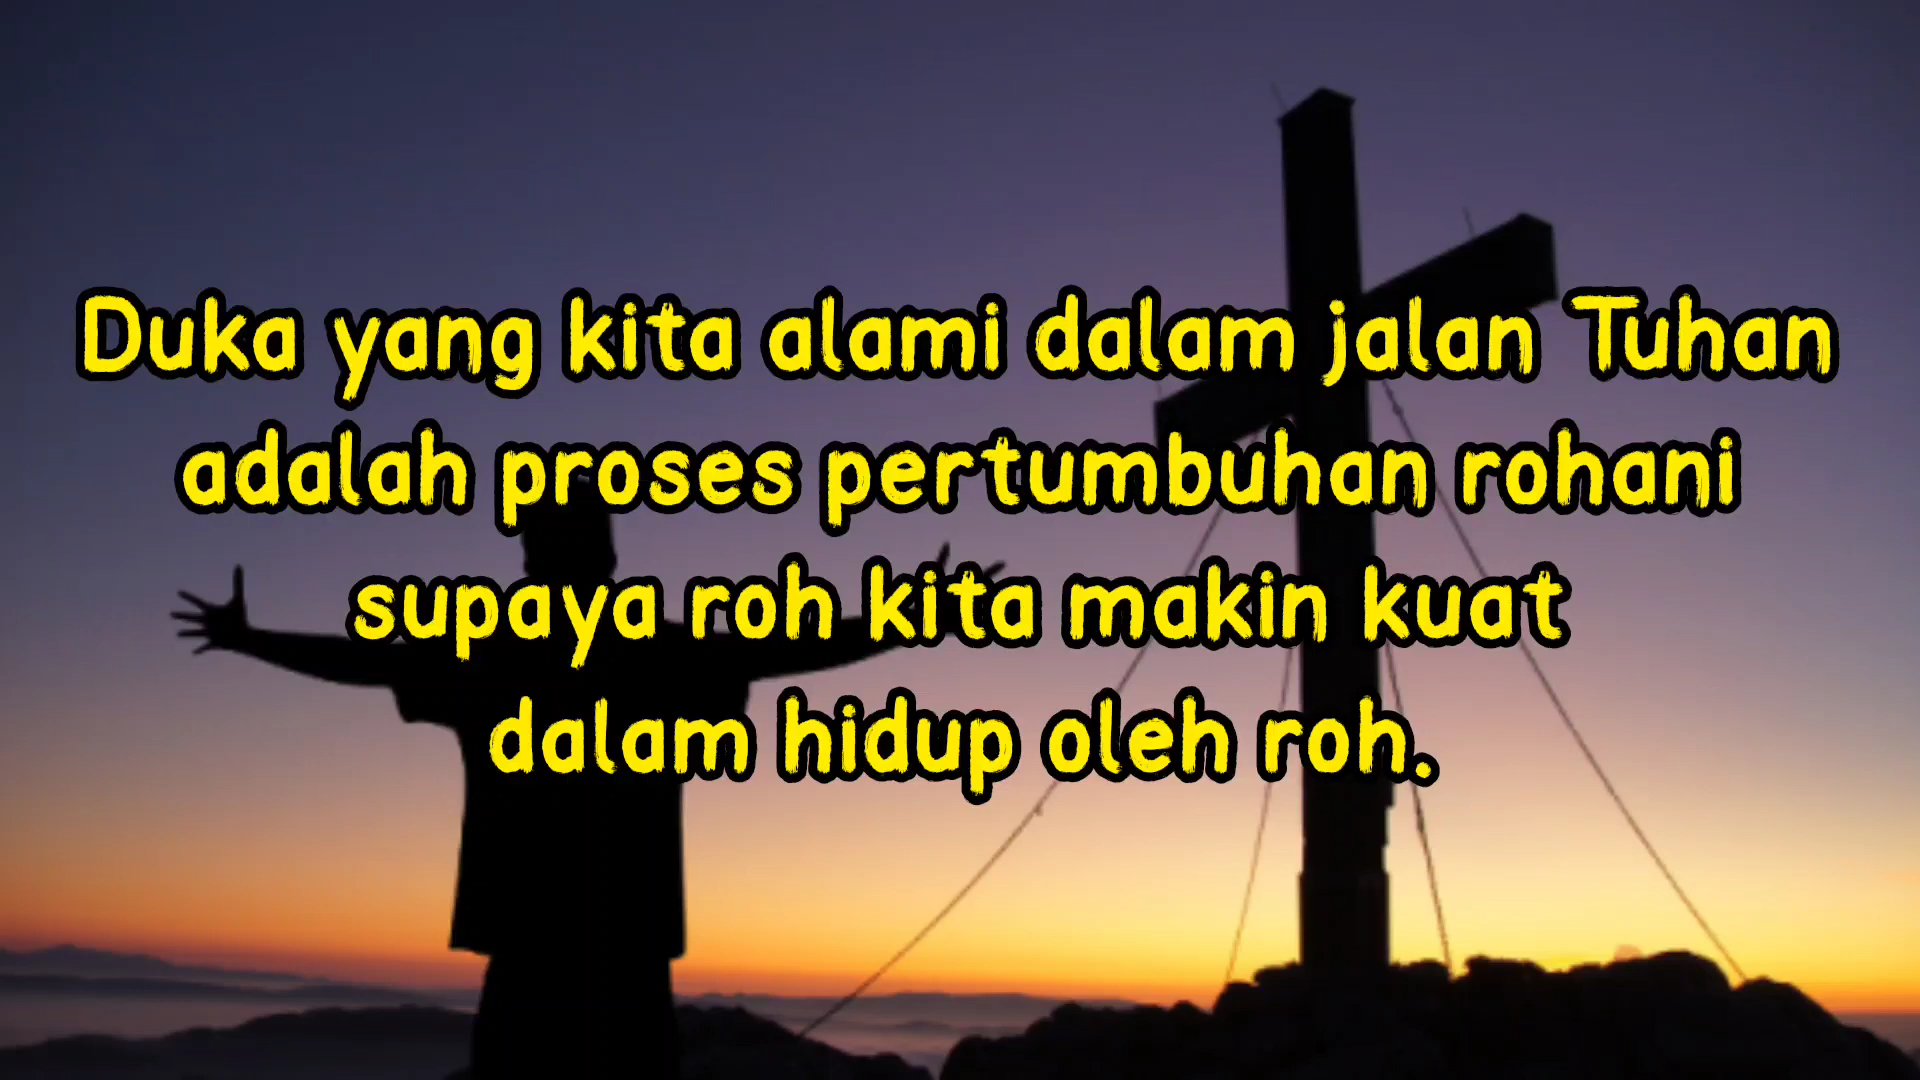 Duka yang kita alami dalam jalan Tuhan
adalah proses pertumbuhan rohani
supaya roh kita makin kuat
dalam hidup oleh roh.